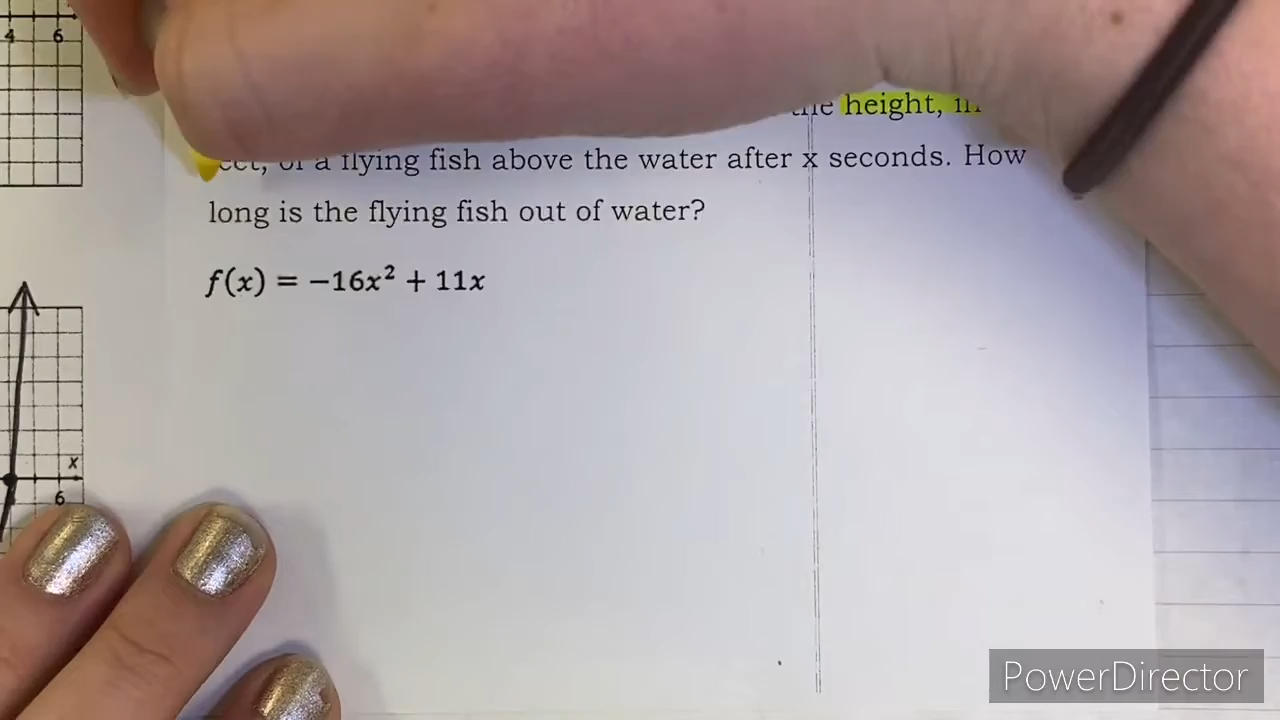 4 6
height,
a flying fish above the water after x seconds. How
long is the flying fish out of water?
f(x) = −16x² + 11x
x
6
PowerDirector